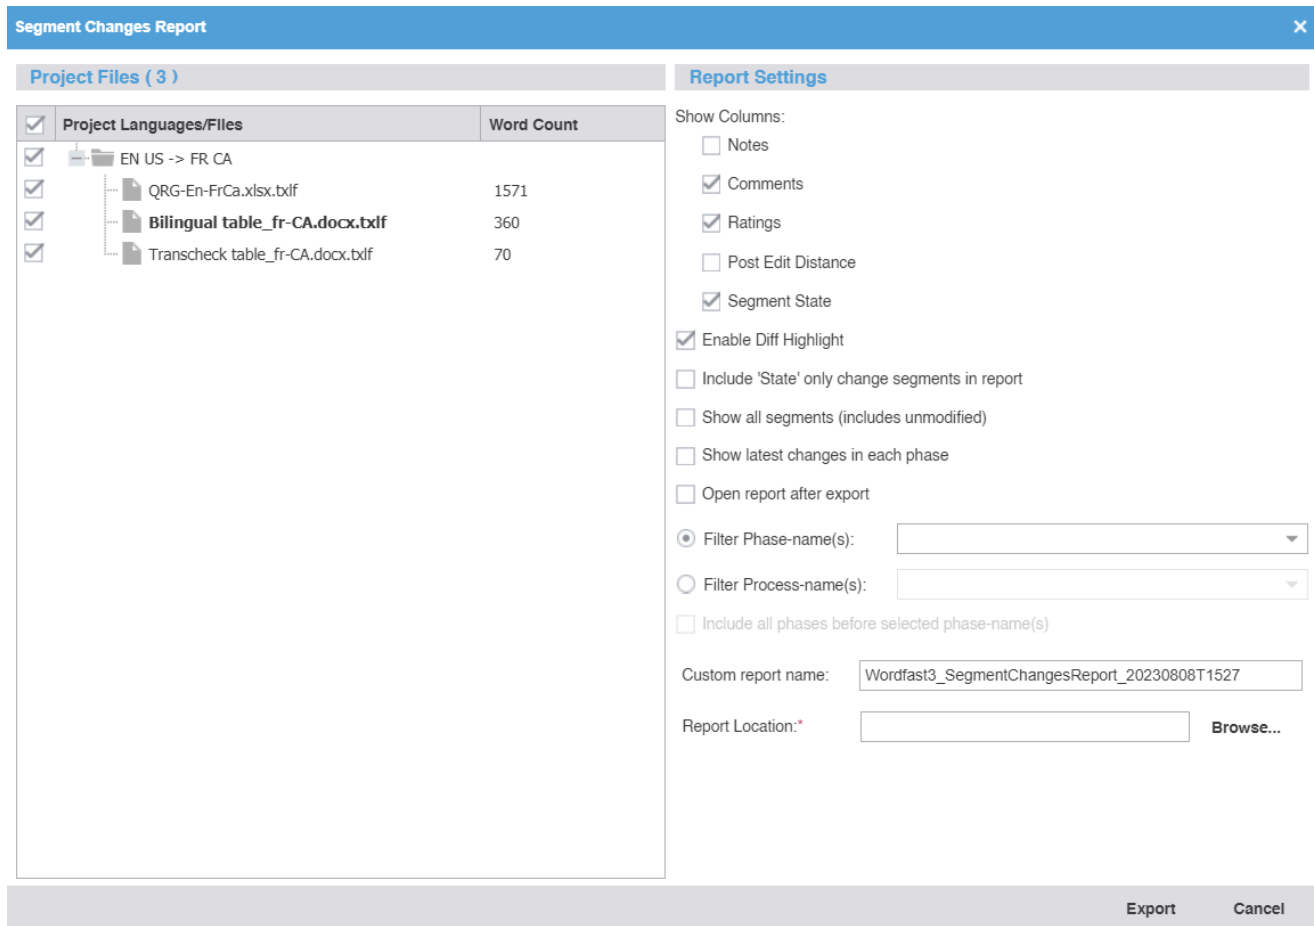 Segment Changes Report
Project Files ( 3 )
Project Languages/Files Word Count
EN US -> FR CA
QRG-En-FrCa.xlsx.txlf 1571
Bilingual table_fr-CA.docx.txlf 360
Transcheck table_fr-CA.docx.txlf 70
Report Settings
Show Columns:
Notes
Comments
Ratings
Post Edit Distance
Segment State
Enable Diff Highlight
Include 'State' only change segments in report
Show all segments (includes unmodified)
Show latest changes in each phase
Open report after export
Filter Phase-name(s):
Filter Process-name(s):
Include all phases before selected phase-name(s)
Custom report name: Wordfast3_SegmentChangesReport_20230808T1527
Report Location:* Browse...
Export Cancel